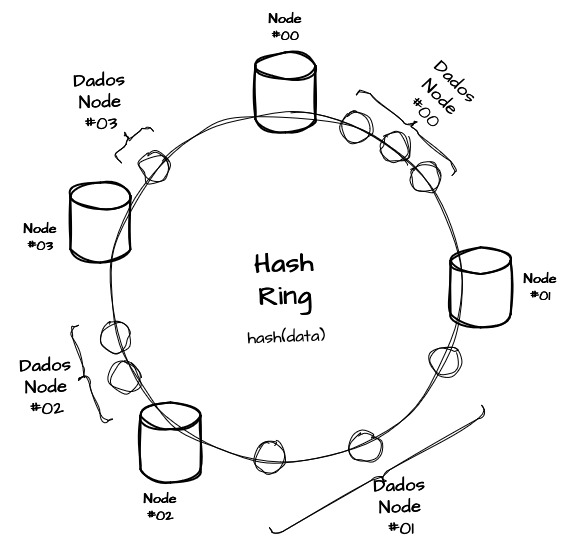 Node
#00
Dados
Node
#00
Dados
Node
#03
Node
#03
Hash
Ring
hash(data)
Node
#01
Dados
Node
#02
Node
#02
Dados
Node
#01